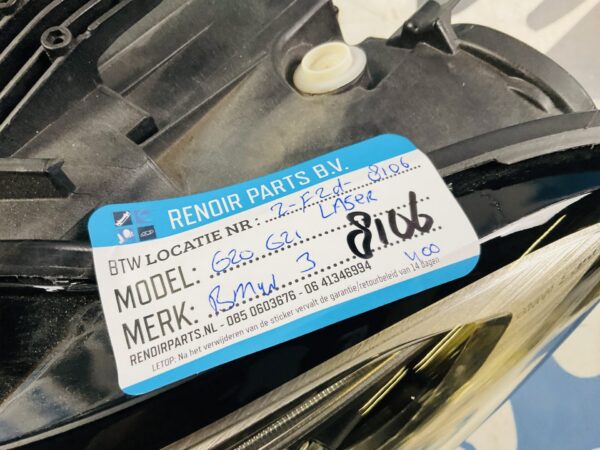 RENOIR PARTS B.V.
BTW LOCATIE NR: 2-F2d- 8106
MODEL: G20 G21 LASER
8106
MERK: BMW 3
400
RENOIRPARTS.NL - 085 0603676 - 06 41346994
LETOP: Na het verwijderen van de sticker vervalt de garantie/retourbeleid van 14 dagen